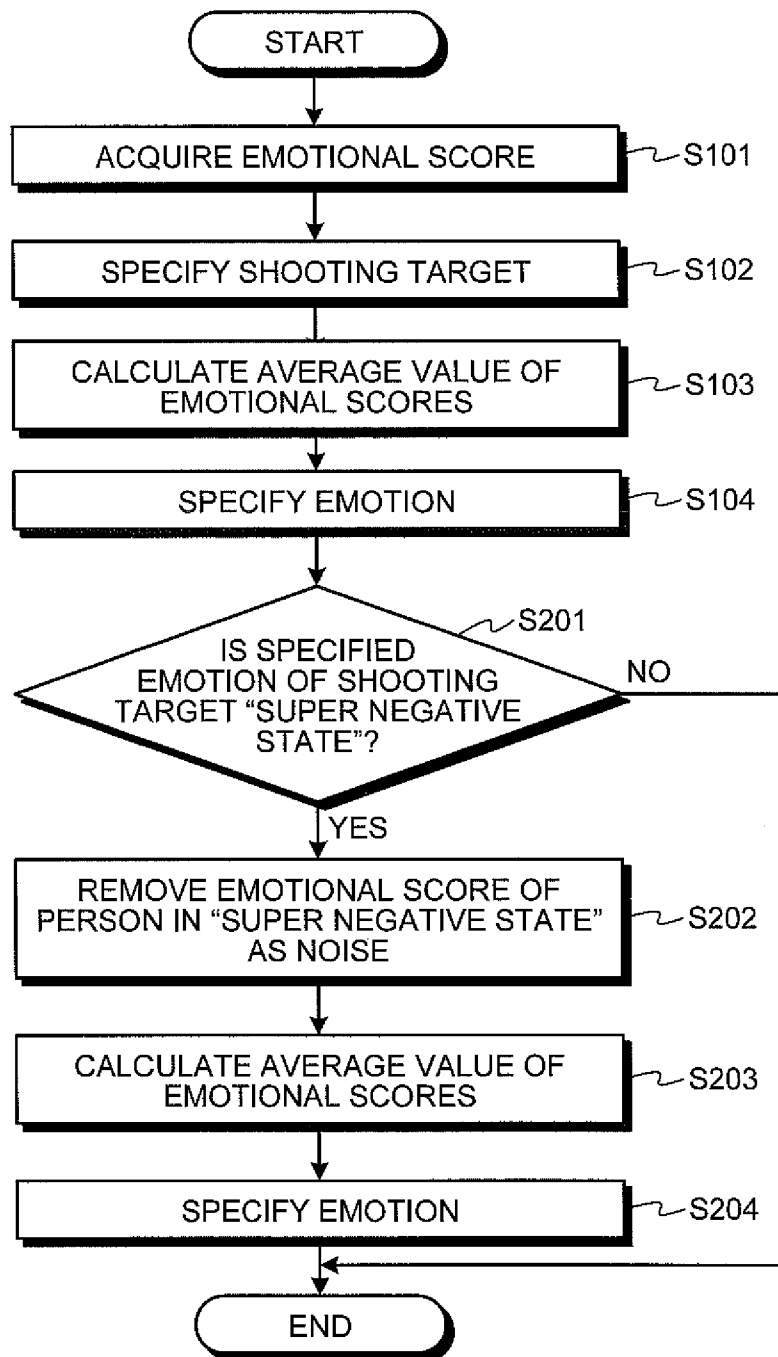 START
ACQUIRE EMOTIONAL SCORE
S101
SPECIFY SHOOTING TARGET
S102
CALCULATE AVERAGE VALUE OF
EMOTIONAL SCORES
S103
SPECIFY EMOTION
S104
S201
IS SPECIFIED
EMOTION OF SHOOTING
TARGET “SUPER NEGATIVE
STATE”?
NO
YES
REMOVE EMOTIONAL SCORE OF
PERSON IN “SUPER NEGATIVE STATE”
AS NOISE
S202
CALCULATE AVERAGE VALUE OF
EMOTIONAL SCORES
S203
SPECIFY EMOTION
S204
END